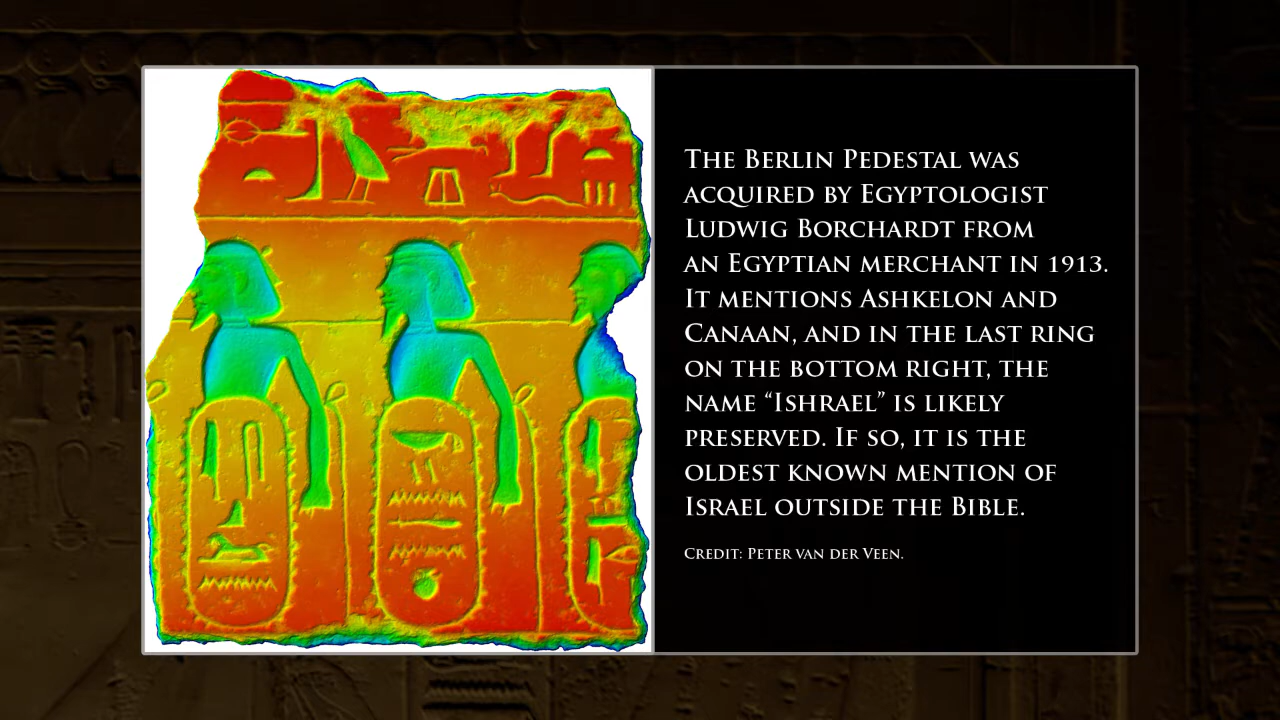 The Berlin Pedestal was
acquired by Egyptologist
Ludwig Borchardt from
an Egyptian merchant in 1913.
It mentions Ashkelon and
Canaan, and in the last ring
on the bottom right, the
name “Ishrael” is likely
preserved. If so, it is the
oldest known mention of
Israel outside the Bible.
Credit: Peter van der Veen.